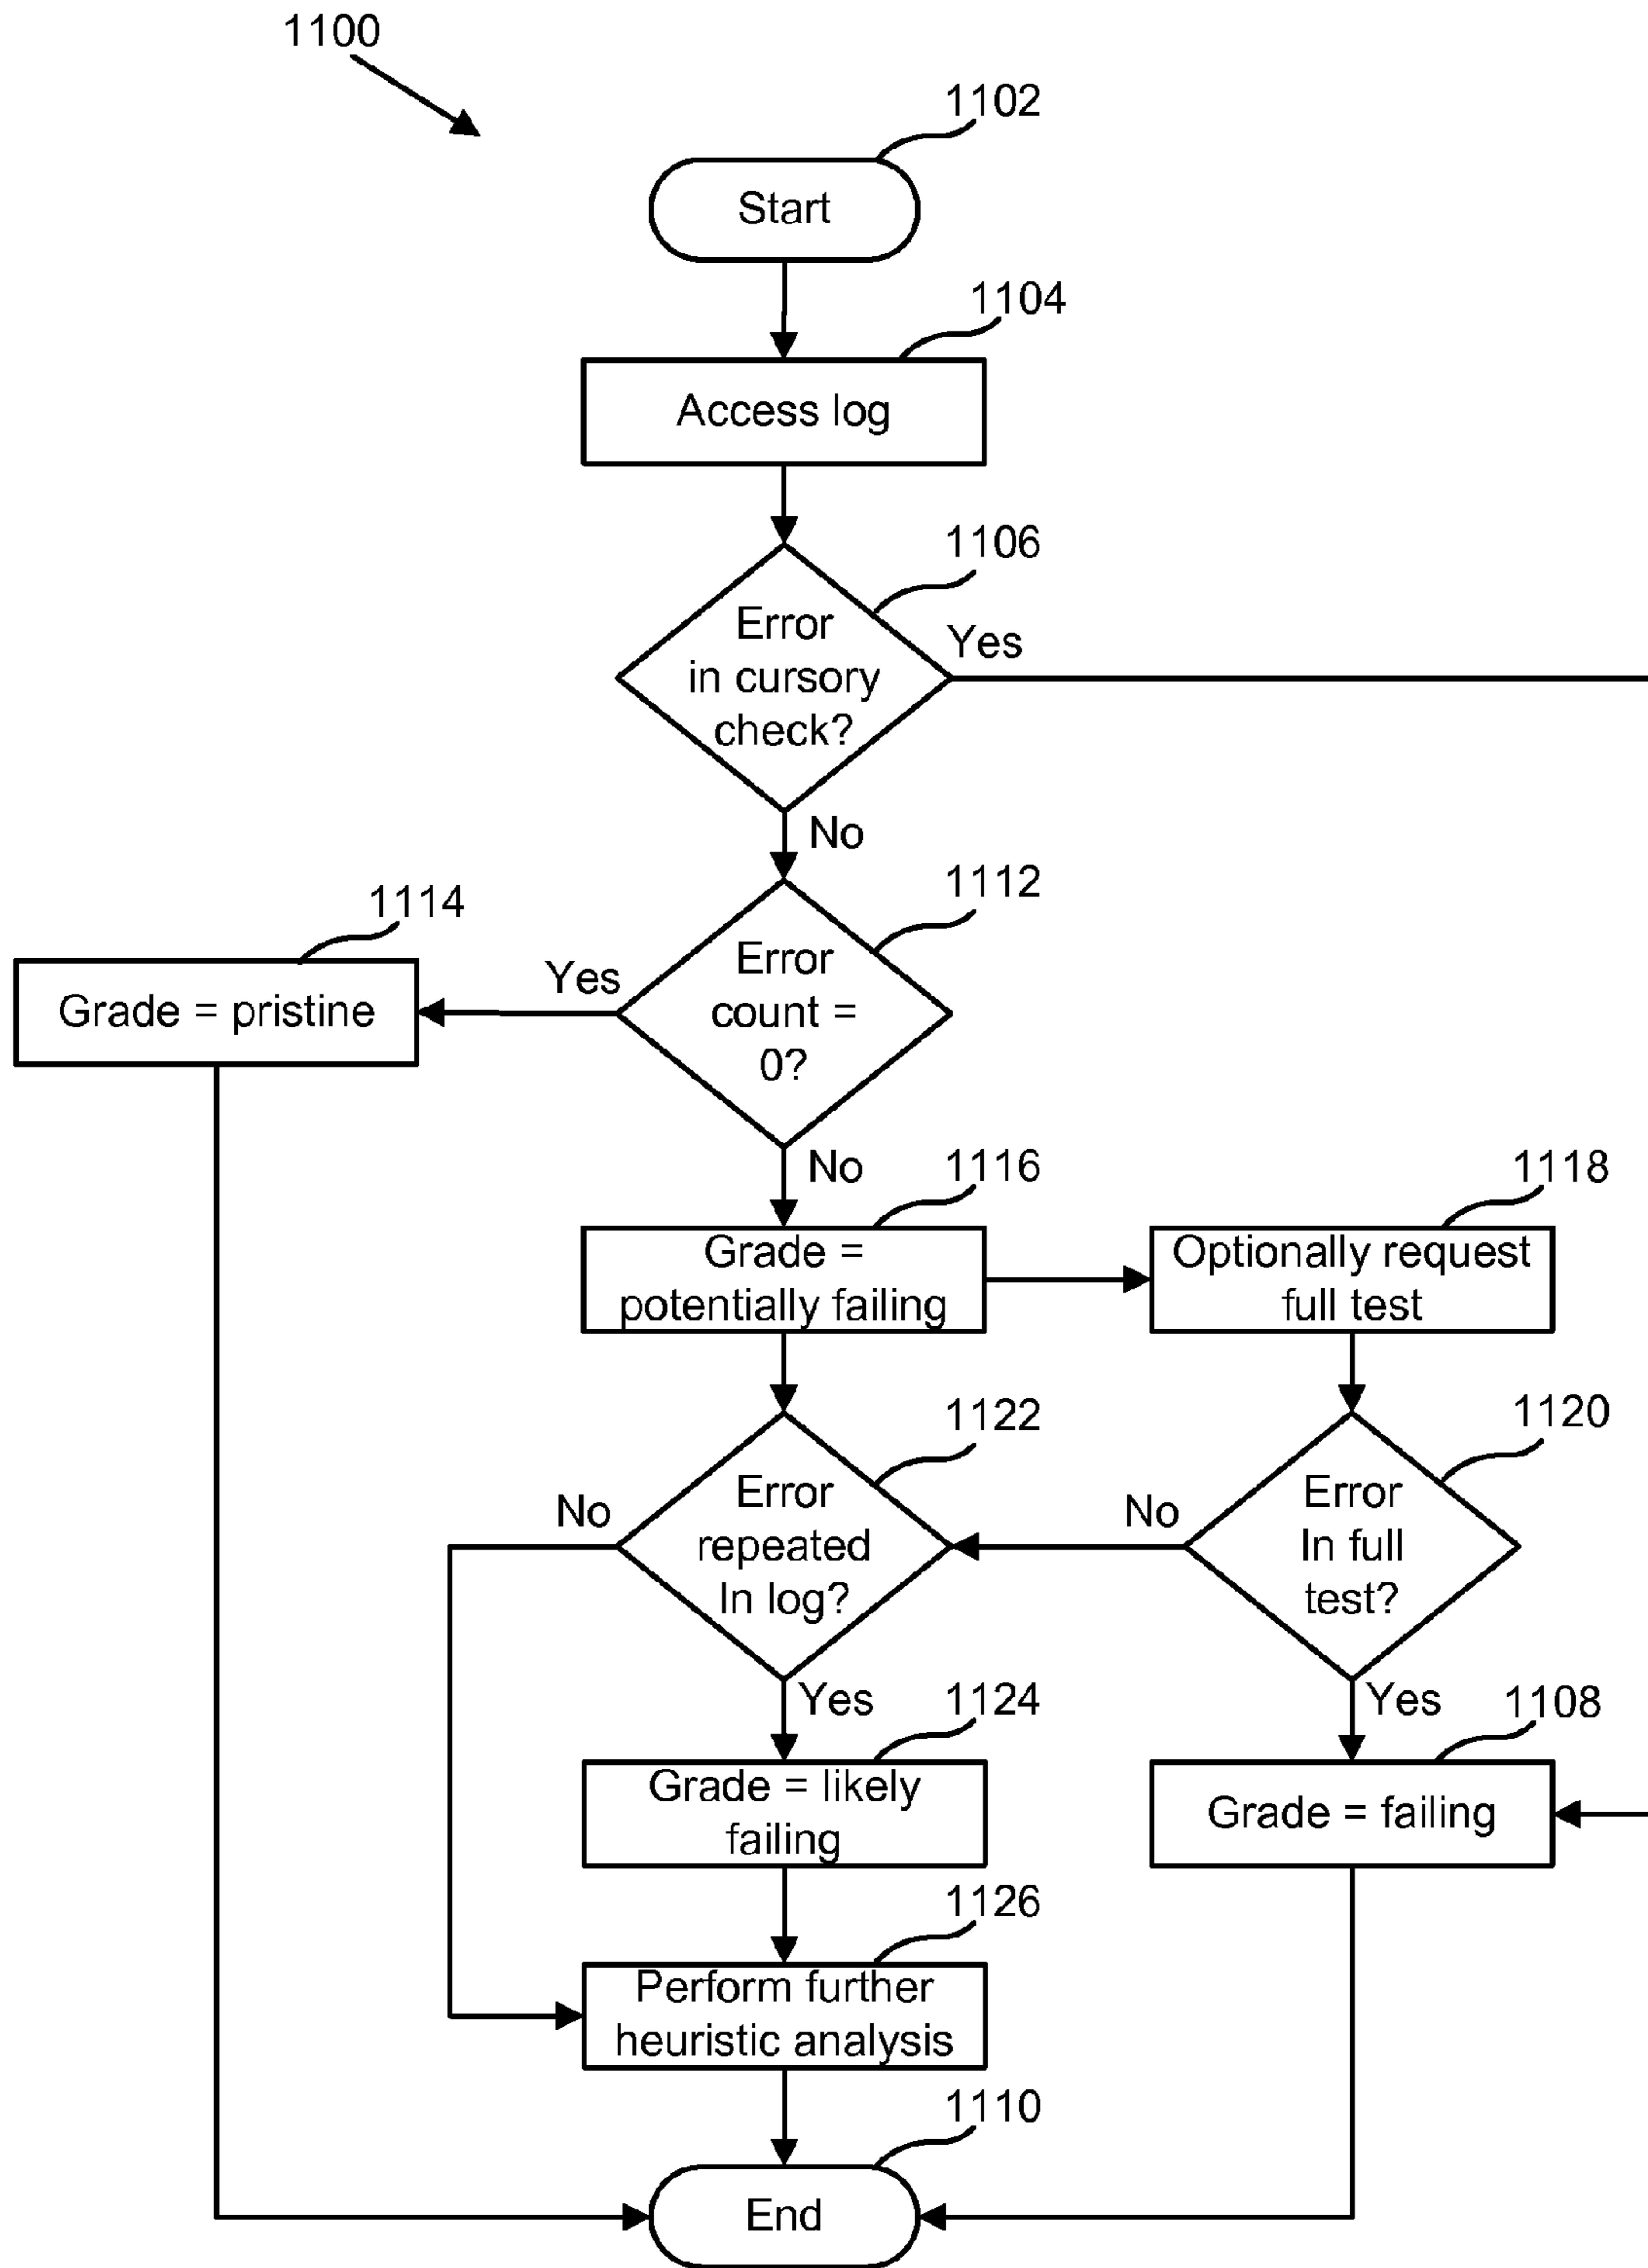 1100
1102
Start
1104
Access log
1106
Error
in cursory
check?
Yes
No
1112
1114
Error
count =
0?
Yes
Grade = pristine
No
1116
1118
Grade =
potentially failing
Optionally request
full test
1122
1120
Error
repeated
In log?
No
No
Error
In full
test?
Yes
1124
Yes
1108
Grade = likely
failing
Grade = failing
1126
Perform further
heuristic analysis
1110
End